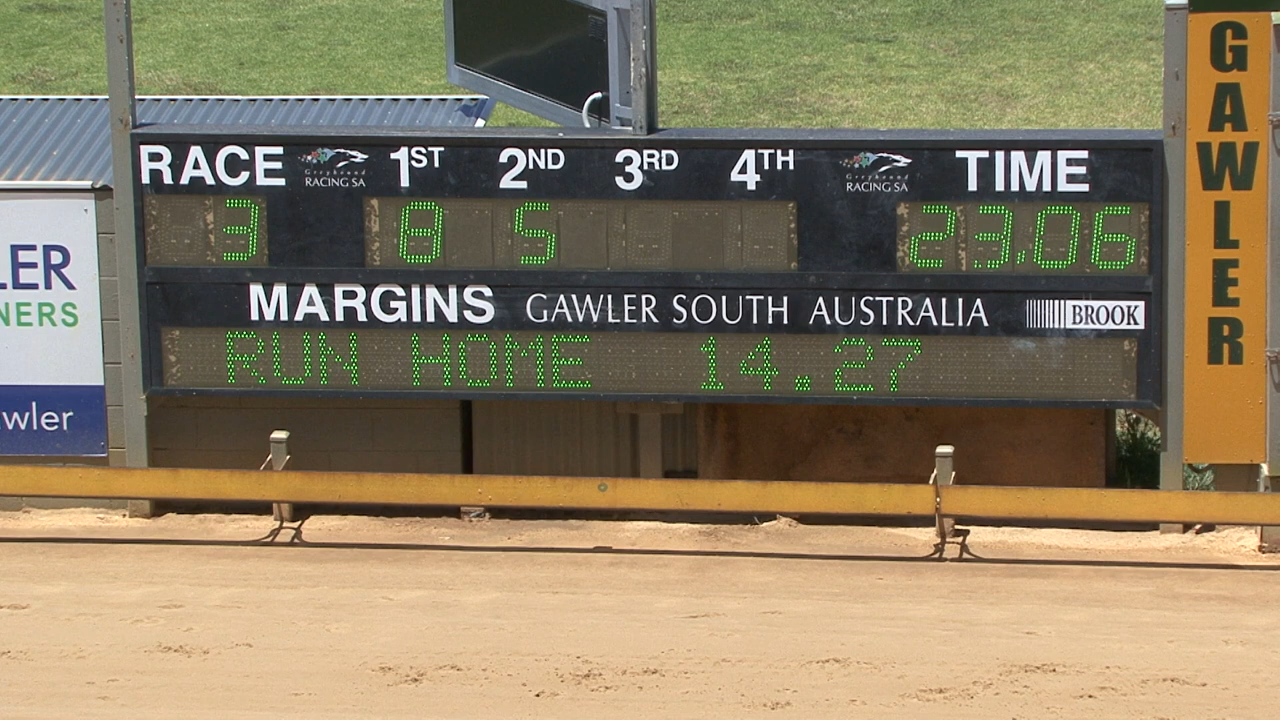 RACE Greyhound RACING SA 1ST 2ND 3RD 4TH Greyhound RACING SA TIME
3 8 5 23.06
MARGINS GAWLER SOUTH AUSTRALIA BROOK
RUN HOME 14.27
GAWLER
LER
NERS
awler